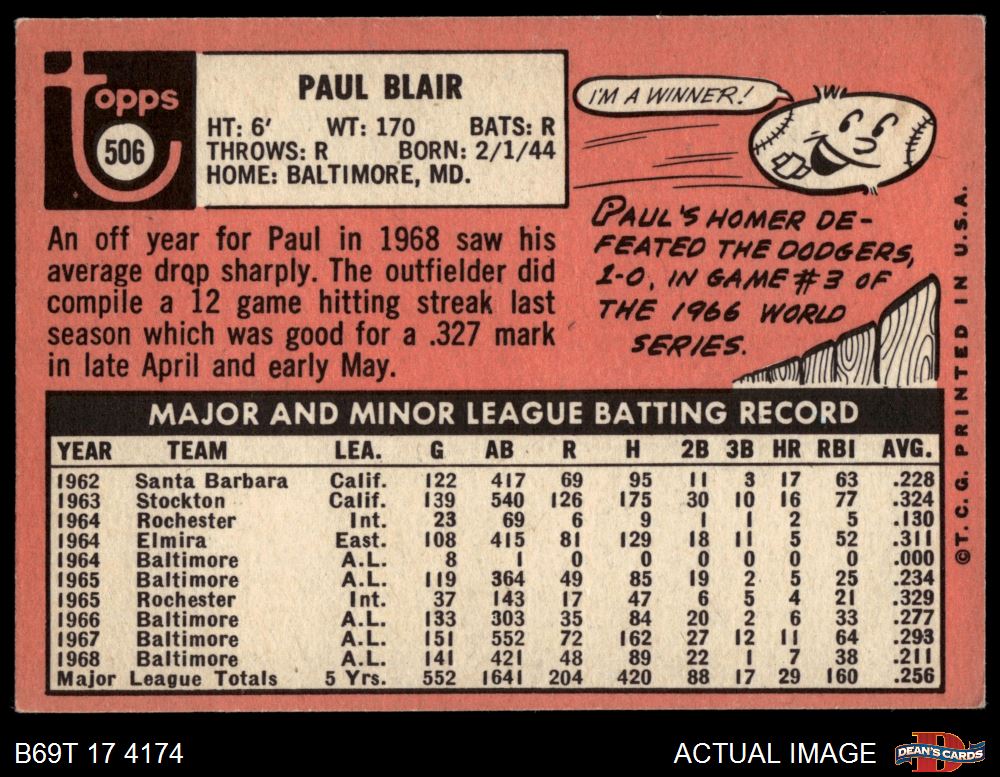 topps
506
PAUL BLAIR
HT: 6' WT: 170 BATS: R
THROWS: R BORN: 2/1/44
HOME: BALTIMORE, MD.
An off year for Paul in 1968 saw his
average drop sharply. The outfielder did
compile a 12 game hitting streak last
season which was good for a .327 mark
in late April and early May.
I'M A WINNER!
PAUL'S HOMER DE-
FEATED THE DODGERS,
1-0, IN GAME #3 OF
THE 1966 WORLD
SERIES.
MAJOR AND MINOR LEAGUE BATTING RECORD
YEAR TEAM LEA. G AB R H 2B 3B HR RBI AVG.
1962 Santa Barbara Calif. 122 417 69 95 11 3 17 63 .228
1963 Stockton Calif. 139 540 126 175 30 10 16 77 .324
1964 Rochester Int. 23 69 6 9 1 1 2 5 .130
1964 Elmira East. 108 415 81 129 18 11 5 52 .311
1964 Baltimore A.L. 8 1 0 0 0 0 0 0 .000
1965 Baltimore A.L. 119 364 49 85 19 2 5 25 .234
1965 Rochester Int. 37 143 17 47 6 5 4 21 .329
1966 Baltimore A.L. 133 303 35 84 20 2 6 33 .277
1967 Baltimore A.L. 151 552 72 162 27 12 11 64 .293
1968 Baltimore A.L. 141 421 48 89 22 1 7 38 .211
Major League Totals 5 Yrs. 552 1641 204 420 88 17 29 160 .256
©T.C.G. PRINTED IN U.S.A.
B69T 17 4174
ACTUAL IMAGE
DEAN'S CARDS